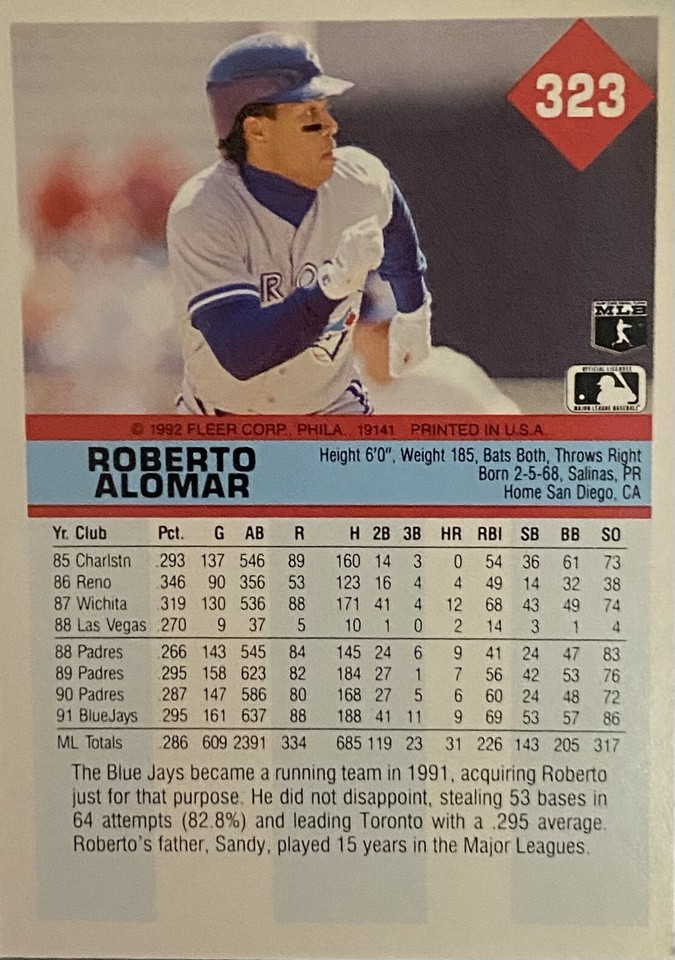 323
RO
MLB
OFFICIAL LICENSEE
MAJOR LEAGUE BASEBALL
© 1992 FLEER CORP., PHILA., 19141 PRINTED IN U.S.A.
ROBERTO
ALOMAR
Height 6'0", Weight 185, Bats Both, Throws Right
Born 2-5-68, Salinas, PR
Home San Diego, CA
Yr. Club Pct. G AB R H 2B 3B HR RBI SB BB SO
85 Charlstn .293 137 546 89 160 14 3 0 54 36 61 73
86 Reno .346 90 356 53 123 16 4 4 49 14 32 38
87 Wichita .319 130 536 88 171 41 4 12 68 43 49 74
88 Las Vegas .270 9 37 5 10 1 0 2 14 3 1 4
88 Padres .266 143 545 84 145 24 6 9 41 24 47 83
89 Padres .295 158 623 82 184 27 1 7 56 42 53 76
90 Padres .287 147 586 80 168 27 5 6 60 24 48 72
91 BlueJays .295 161 637 88 188 41 11 9 69 53 57 86
ML Totals .286 609 2391 334 685 119 23 31 226 143 205 317
The Blue Jays became a running team in 1991, acquiring Roberto
just for that purpose. He did not disappoint, stealing 53 bases in
64 attempts (82.8%) and leading Toronto with a .295 average.
Roberto's father, Sandy, played 15 years in the Major Leagues.